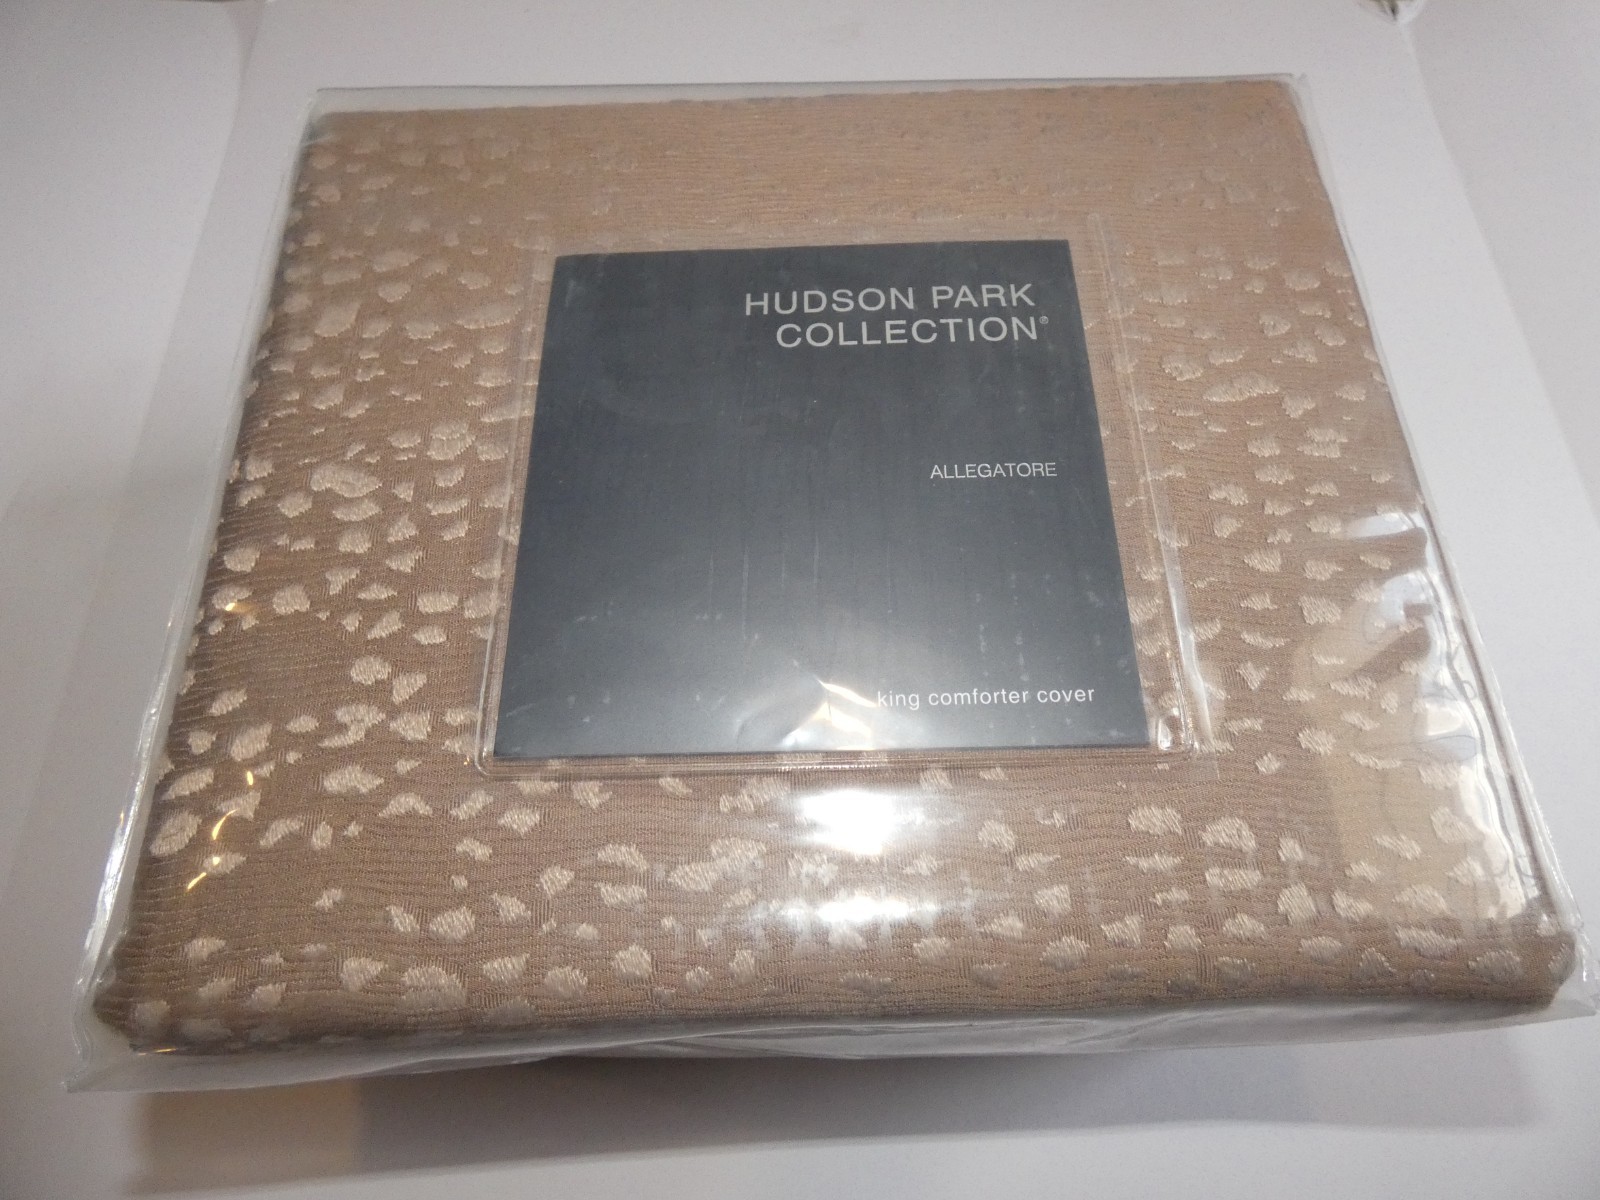 HUDSON PARK
COLLECTION®
ALLEGATORE
king comforter cover